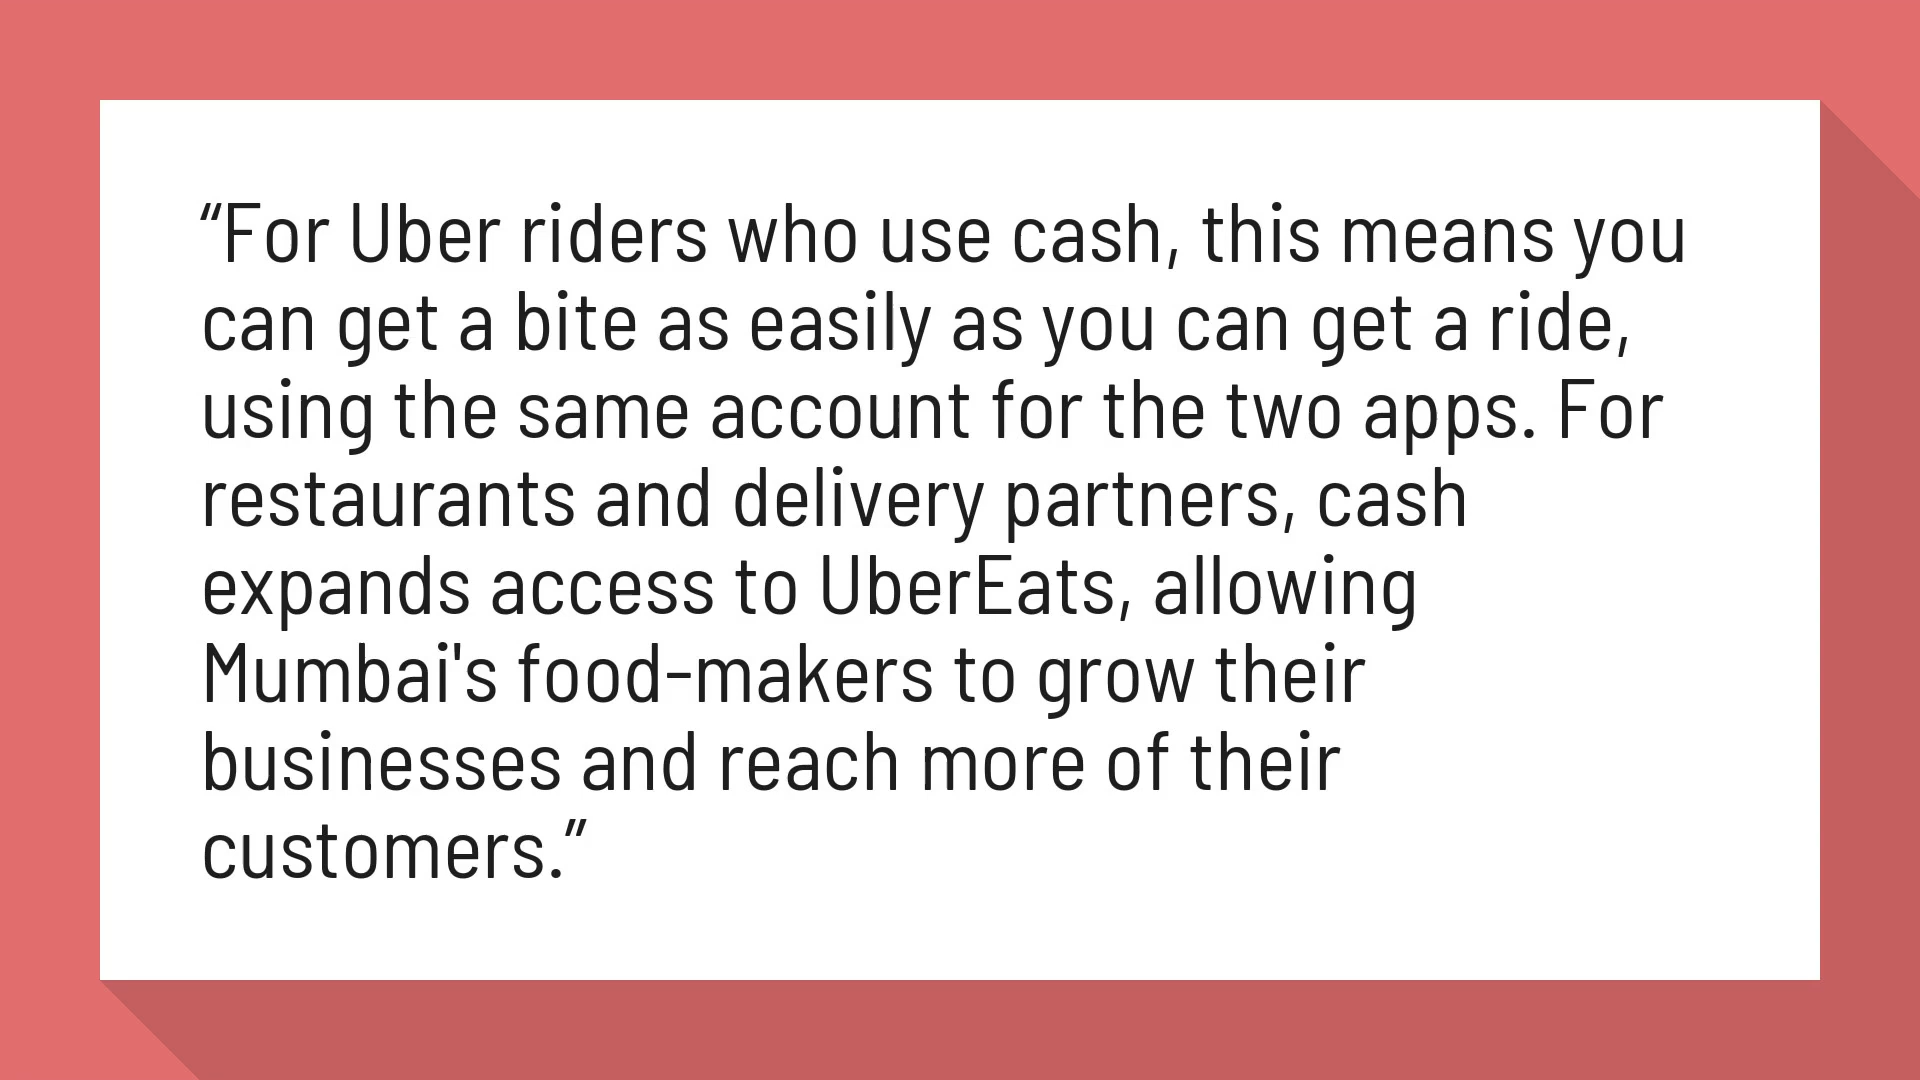 “For Uber riders who use cash, this means you
can get a bite as easily as you can get a ride,
using the same account for the two apps. For
restaurants and delivery partners, cash
expands access to UberEats, allowing
Mumbai's food-makers to grow their
businesses and reach more of their
customers.”